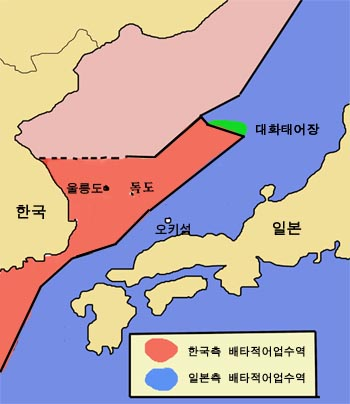 대화태어장
울릉도 독도
한국
오키섬
일본
한국측 배타적어업수역
일본측 배타적어업수역